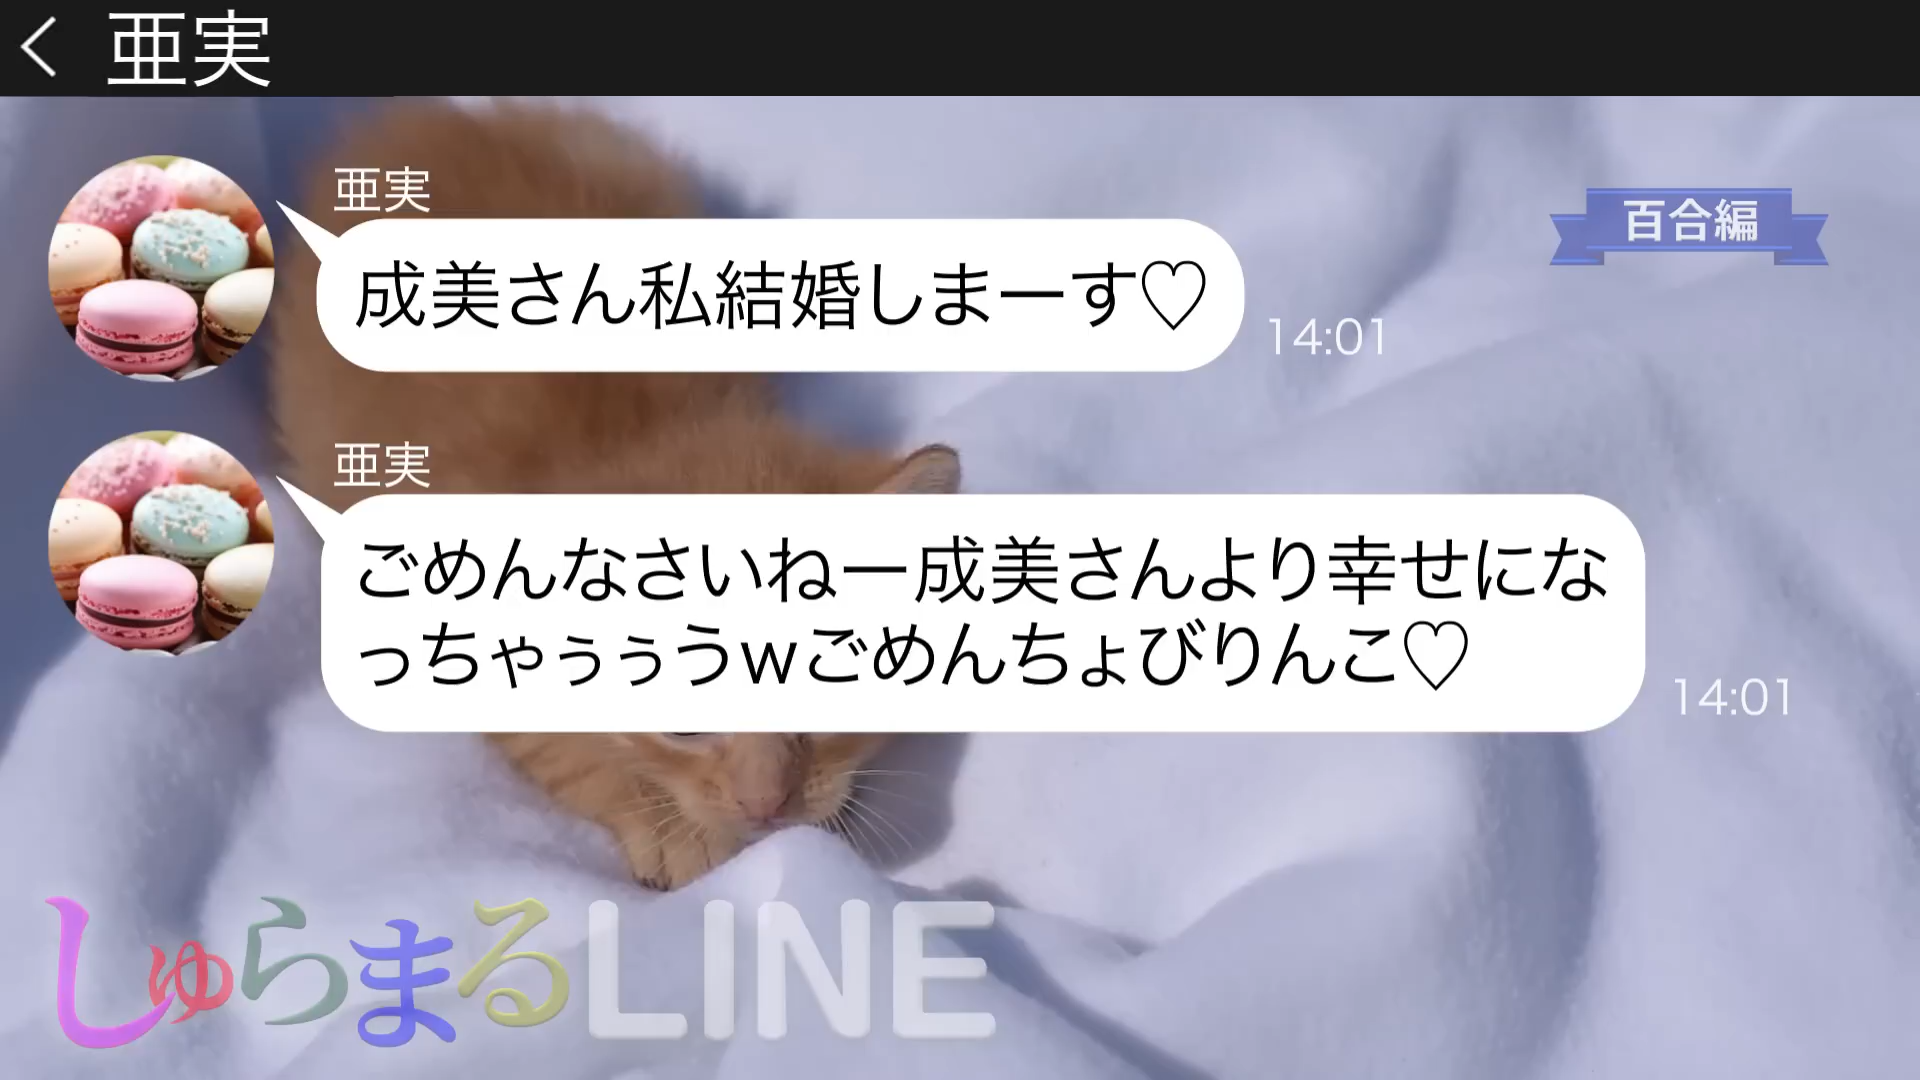 亜実
亜実
百合編
成美さん私結婚しまーす♡
14:01
亜実
ごめんなさいねー成美さんより幸せにな
っちゃぅぅうwごめんちょびりんこ♡
14:01
しゅらまるLINE